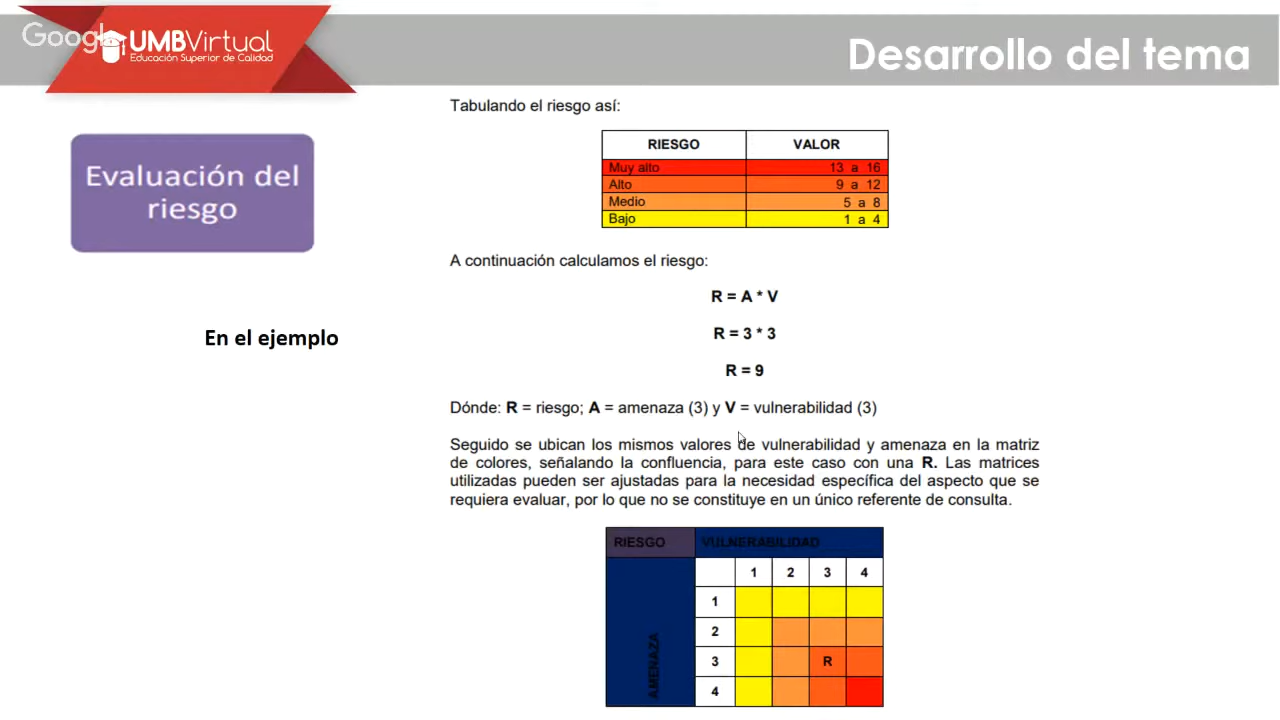 Google
UMBVirtual
Educación Superior de Calidad
Desarrollo del tema
Evaluación del
riesgo
En el ejemplo
Tabulando el riesgo así:
RIESGO VALOR
Muy alto 13 a 16
Alto 9 a 12
Medio 5 a 8
Bajo 1 a 4
A continuación calculamos el riesgo:
R = A * V
R = 3 * 3
R = 9
Dónde: R = riesgo; A = amenaza (3) y V = vulnerabilidad (3)
Seguido se ubican los mismos valores de vulnerabilidad y amenaza en la matriz
de colores, señalando la confluencia, para este caso con una R. Las matrices
utilizadas pueden ser ajustadas para la necesidad específica del aspecto que se
requiera evaluar, por lo que no se constituye en un único referente de consulta.
RIESGO VULNERABILIDAD
1 2 3 4
1
2
3 R
4
AMENAZA